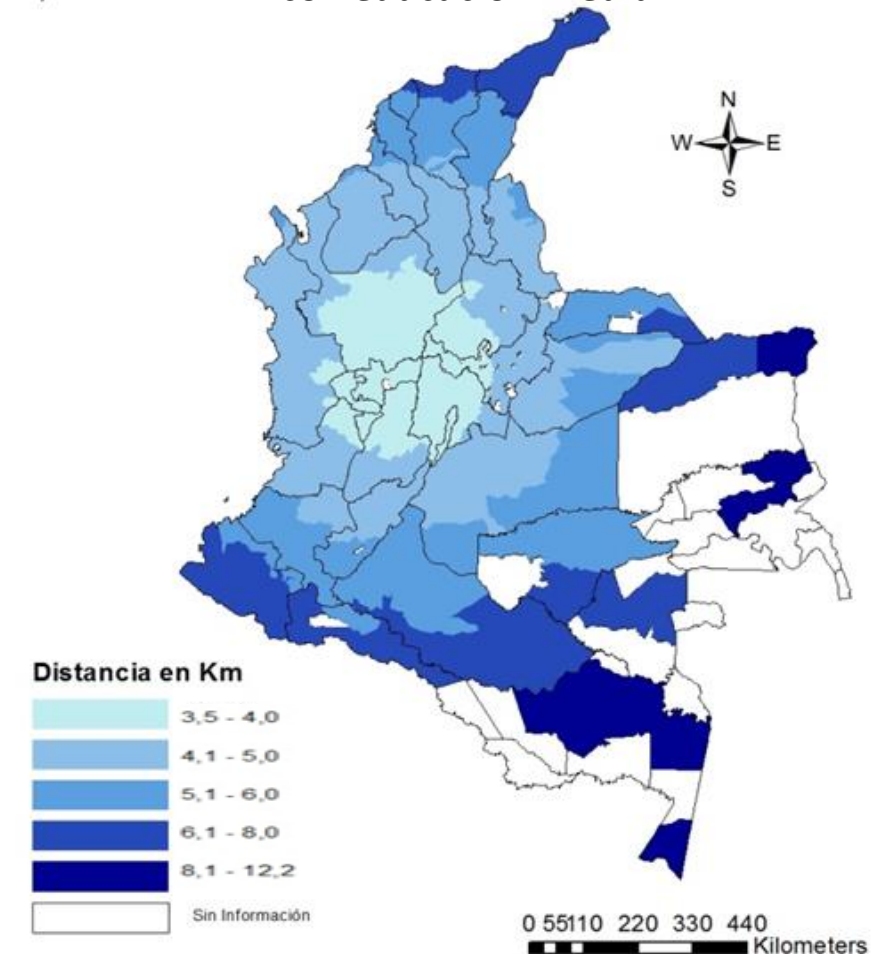 N
W E
S
Distancia en Km
3,5 - 4,0
4,1 - 5,0
5,1 - 6,0
6,1 - 8,0
8,1 - 12,2
Sin Información
0 55110 220 330 440
Kilometers